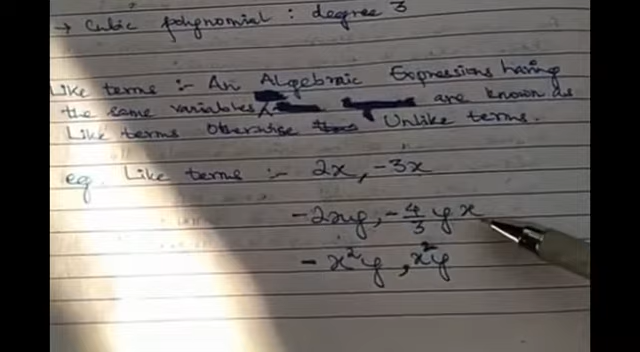 → Cubic polynomial : degree 3
Like terms :- An Algebraic Expressions having
the same variables are known as
Like terms Otherwise Unlike terms.
eg. Like terms :- 2x, -3x
-2xy, -4/3 yx
-x²y, x²y